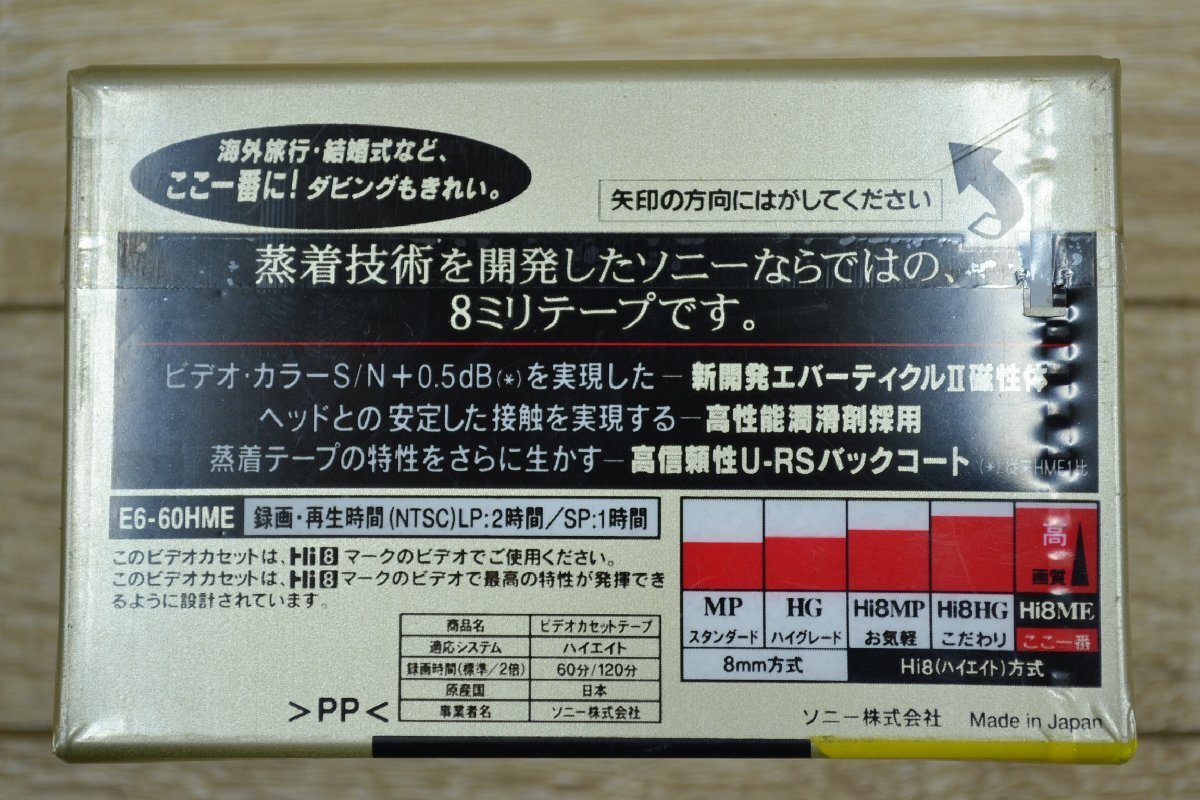 海外旅行・結婚式など、
ここ一番に!ダビングもきれい。
矢印の方向にはがしてください
蒸着技術を開発したソニーならではの、
8ミリテープです。
ビデオ・カラーS/N+0.5dB(*)を実現した─新開発エバーティクルⅡ磁性体
ヘッドとの安定した接触を実現する─高性能潤滑剤採用
蒸着テープの特性をさらに生かす─高信頼性U-RSバックコート
E6-60HME 録画・再生時間(NTSC)LP:2時間/SP:1時間
このビデオカセットは、Hi8マークのビデオでご使用ください。
このビデオカセットは、Hi8マークのビデオで最高の特性が発揮でき
るように設計されています。
商品名 ビデオカセットテープ
適応システム ハイエイト
録画時間(標準/2倍) 60分/120分
原産国 日本
事業者名 ソニー株式会社
>PP<
高
画質
MP HG Hi8MP Hi8HG Hi8ME
スタンダード ハイグレード お気軽 こだわり ここ一番
8mm方式 Hi8(ハイエイト)方式
ソニー株式会社 Made in Japan